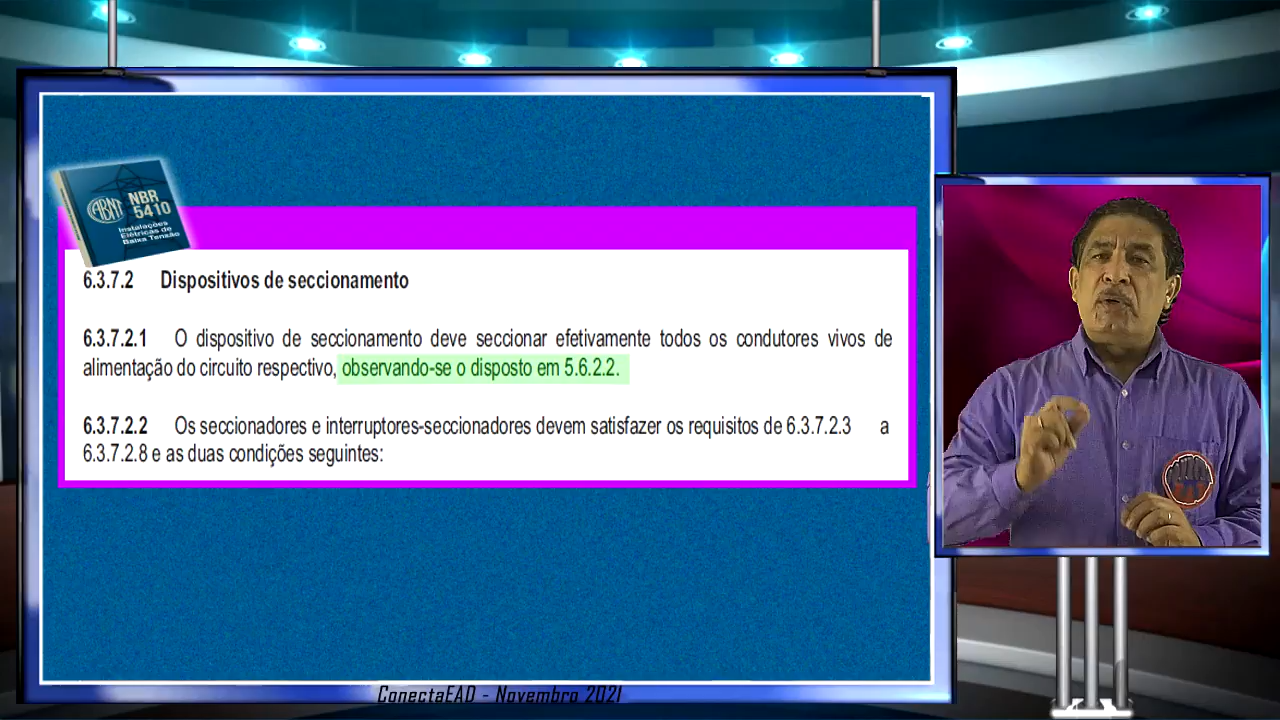 ABNT
NBR
5410
Instalações
Elétricas de
Baixa Tensão
6.3.7.2 Dispositivos de seccionamento
6.3.7.2.1 O dispositivo de seccionamento deve seccionar efetivamente todos os condutores vivos de
alimentação do circuito respectivo, observando-se o disposto em 5.6.2.2.
6.3.7.2.2 Os seccionadores e interruptores-seccionadores devem satisfazer os requisitos de 6.3.7.2.3 a
6.3.7.2.8 e as duas condições seguintes:
ConectaEAD - Novembro 2021